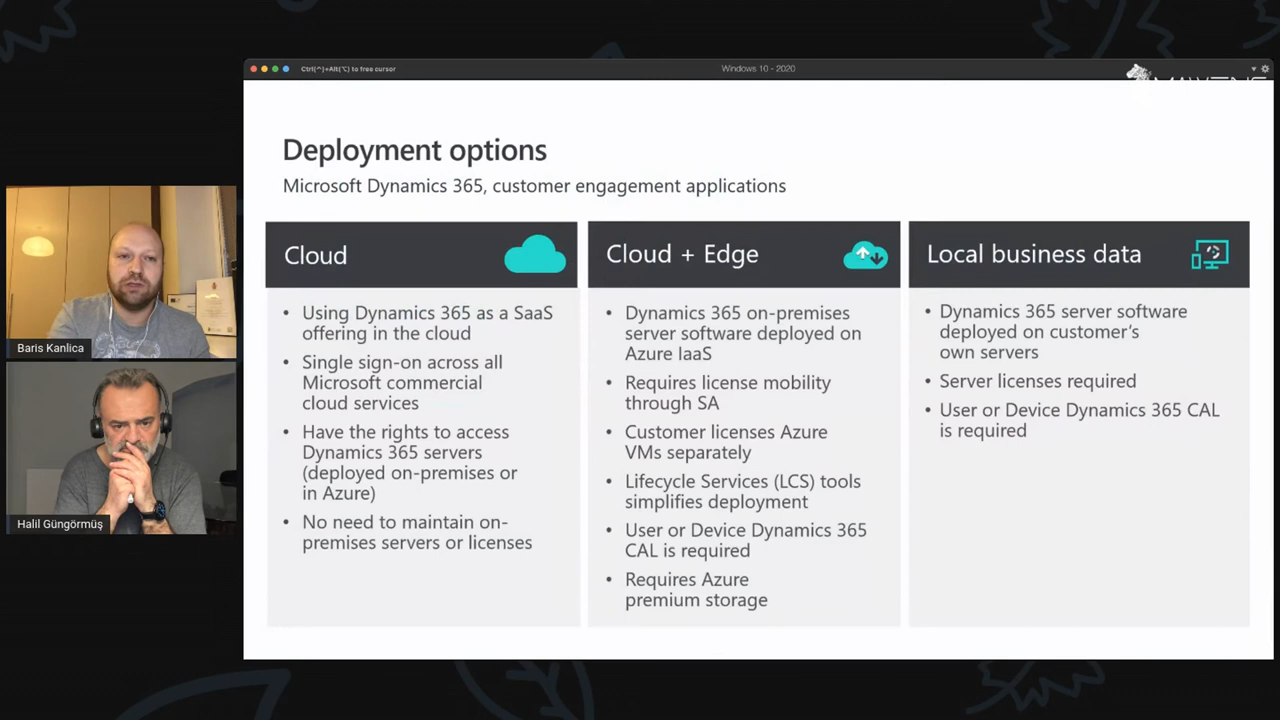 Ctrl(^)+Alt(⌥) to free cursor
Windows 10 - 2020
Deployment options
Microsoft Dynamics 365, customer engagement applications
Cloud
• Using Dynamics 365 as a SaaS
offering in the cloud
• Single sign-on across all
Microsoft commercial
cloud services
• Have the rights to access
Dynamics 365 servers
(deployed on-premises or
in Azure)
• No need to maintain on-
premises servers or licenses
Cloud + Edge
• Dynamics 365 on-premises
server software deployed on
Azure IaaS
• Requires license mobility
through SA
• Customer licenses Azure
VMs separately
• Lifecycle Services (LCS) tools
simplifies deployment
• User or Device Dynamics 365
CAL is required
• Requires Azure
premium storage
Local business data
• Dynamics 365 server software
deployed on customer's
own servers
• Server licenses required
• User or Device Dynamics 365 CAL
is required
Baris Kanlica
Halil Güngörmüş